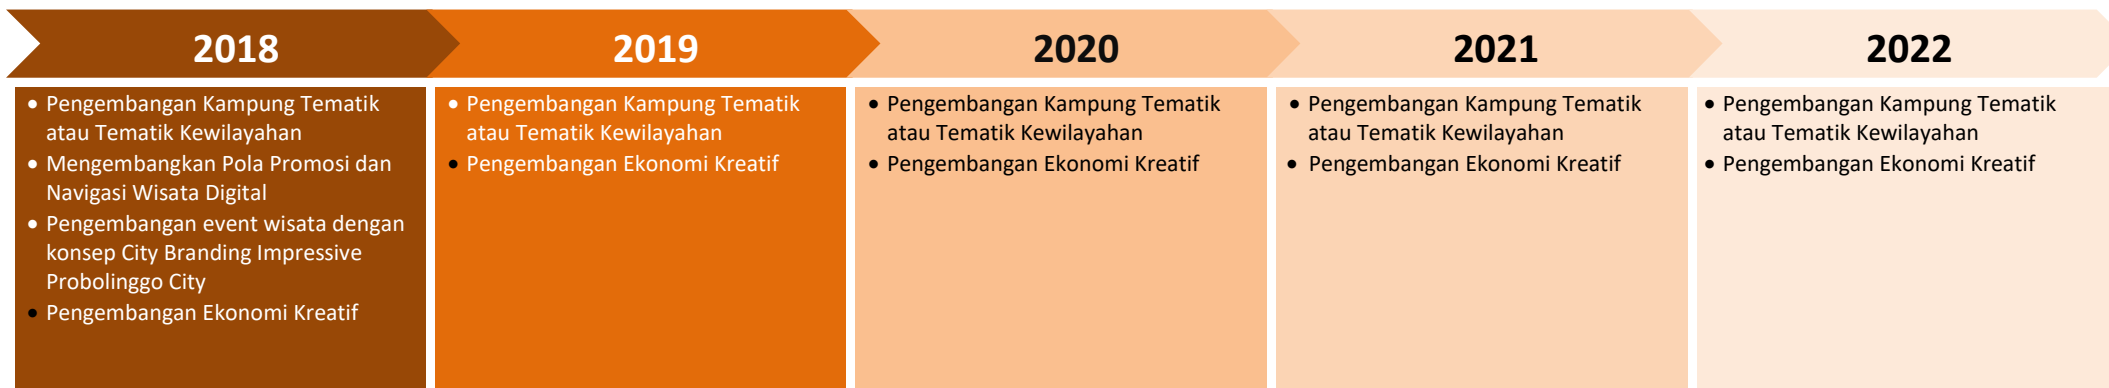 2018
• Pengembangan Kampung Tematik
atau Tematik Kewilayahan
• Mengembangkan Pola Promosi dan
Navigasi Wisata Digital
• Pengembangan event wisata dengan
konsep City Branding Impressive
Probolinggo City
• Pengembangan Ekonomi Kreatif
2019
• Pengembangan Kampung Tematik
atau Tematik Kewilayahan
• Pengembangan Ekonomi Kreatif
2020
• Pengembangan Kampung Tematik
atau Tematik Kewilayahan
• Pengembangan Ekonomi Kreatif
2021
• Pengembangan Kampung Tematik
atau Tematik Kewilayahan
• Pengembangan Ekonomi Kreatif
2022
• Pengembangan Kampung Tematik
atau Tematik Kewilayahan
• Pengembangan Ekonomi Kreatif